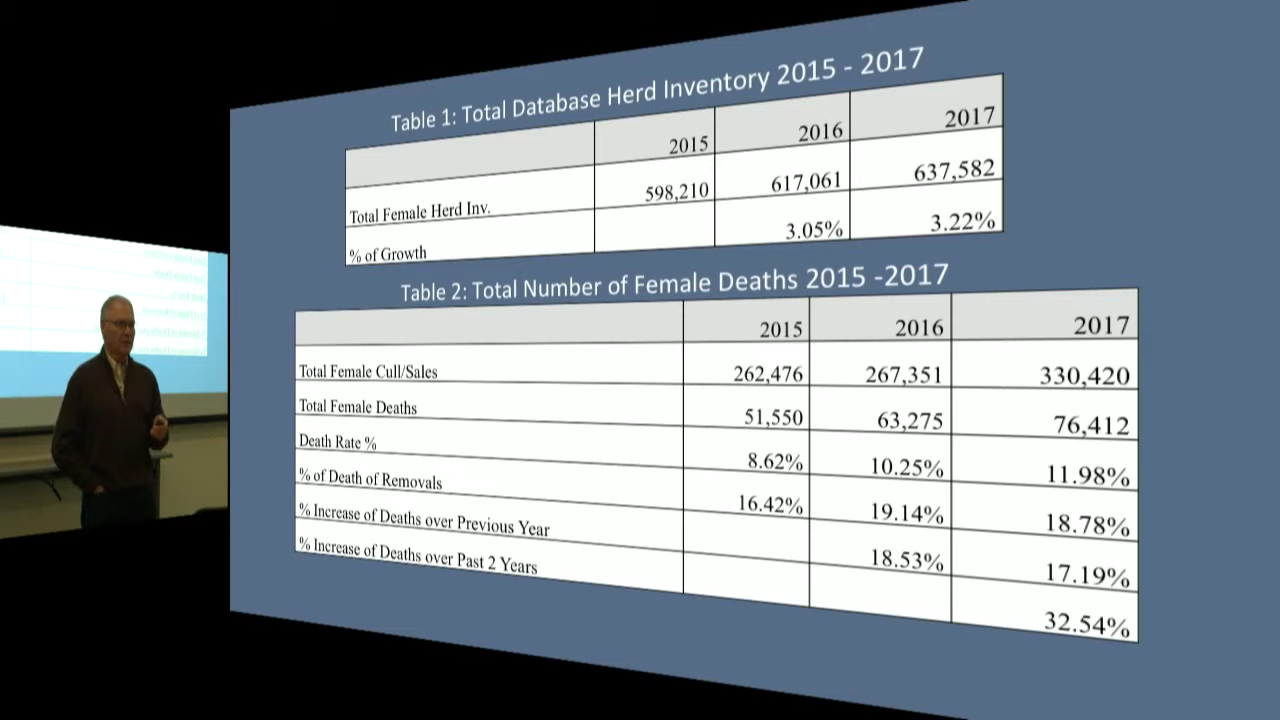 Table 1: Total Database Herd Inventory 2015 - 2017
2015 2016 2017
Total Female Herd Inv. 598,210 617,061 637,582
% of Growth 3.05% 3.22%
Table 2: Total Number of Female Deaths 2015 -2017
2015 2016 2017
Total Female Cull/Sales 262,476 267,351 330,420
Total Female Deaths 51,550 63,275 76,412
Death Rate % 8.62% 10.25% 11.98%
% of Death of Removals 16.42% 19.14% 18.78%
% Increase of Deaths over Previous Year 18.53% 17.19%
% Increase of Deaths over Past 2 Years 32.54%